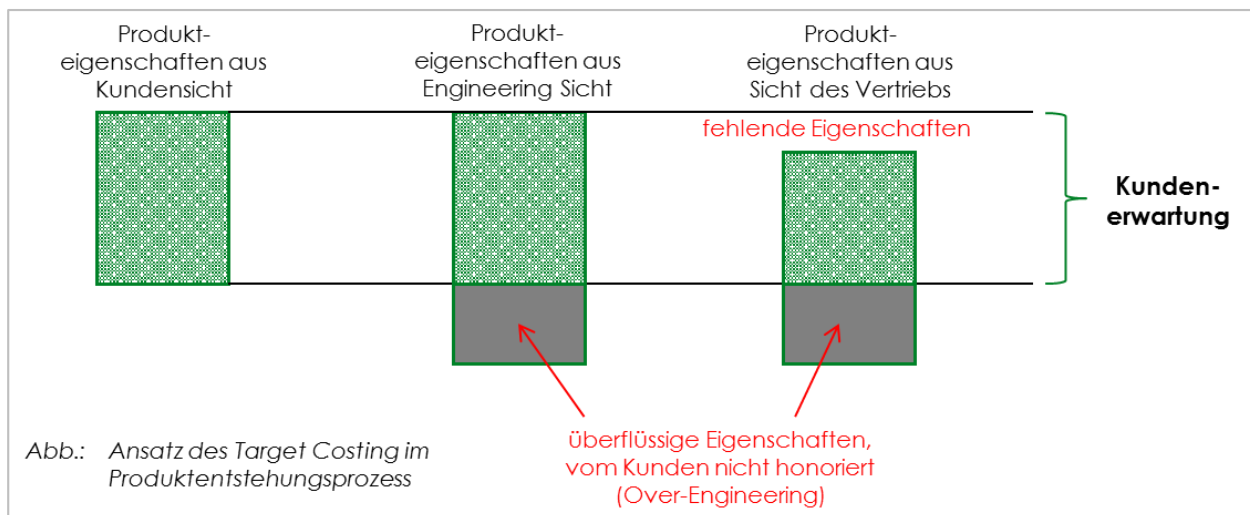 Produkt-
eigenschaften aus
Kundensicht
Produkt-
eigenschaften aus
Engineering Sicht
Produkt-
eigenschaften aus
Sicht des Vertriebs
fehlende Eigenschaften
Kunden-
erwartung
Abb.: Ansatz des Target Costing im
Produktentstehungsprozess
überflüssige Eigenschaften,
vom Kunden nicht honoriert
(Over-Engineering)